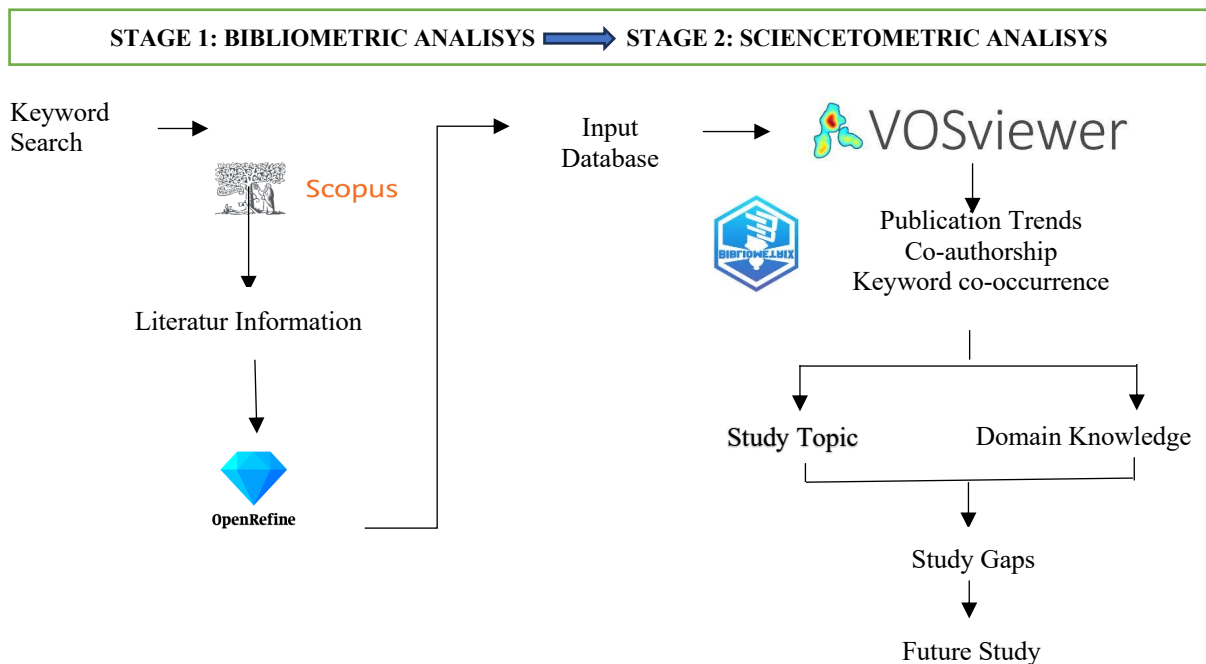 STAGE 1: BIBLIOMETRIC ANALISYS STAGE 2: SCIENCETOMETRIC ANALISYS
Keyword
Search
Scopus
Literatur Information
OpenRefine
Input
Database
VOSviewer
BIBLIOMETRIX
Publication Trends
Co-authorship
Keyword co-occurrence
Study Topic
Domain Knowledge
Study Gaps
Future Study